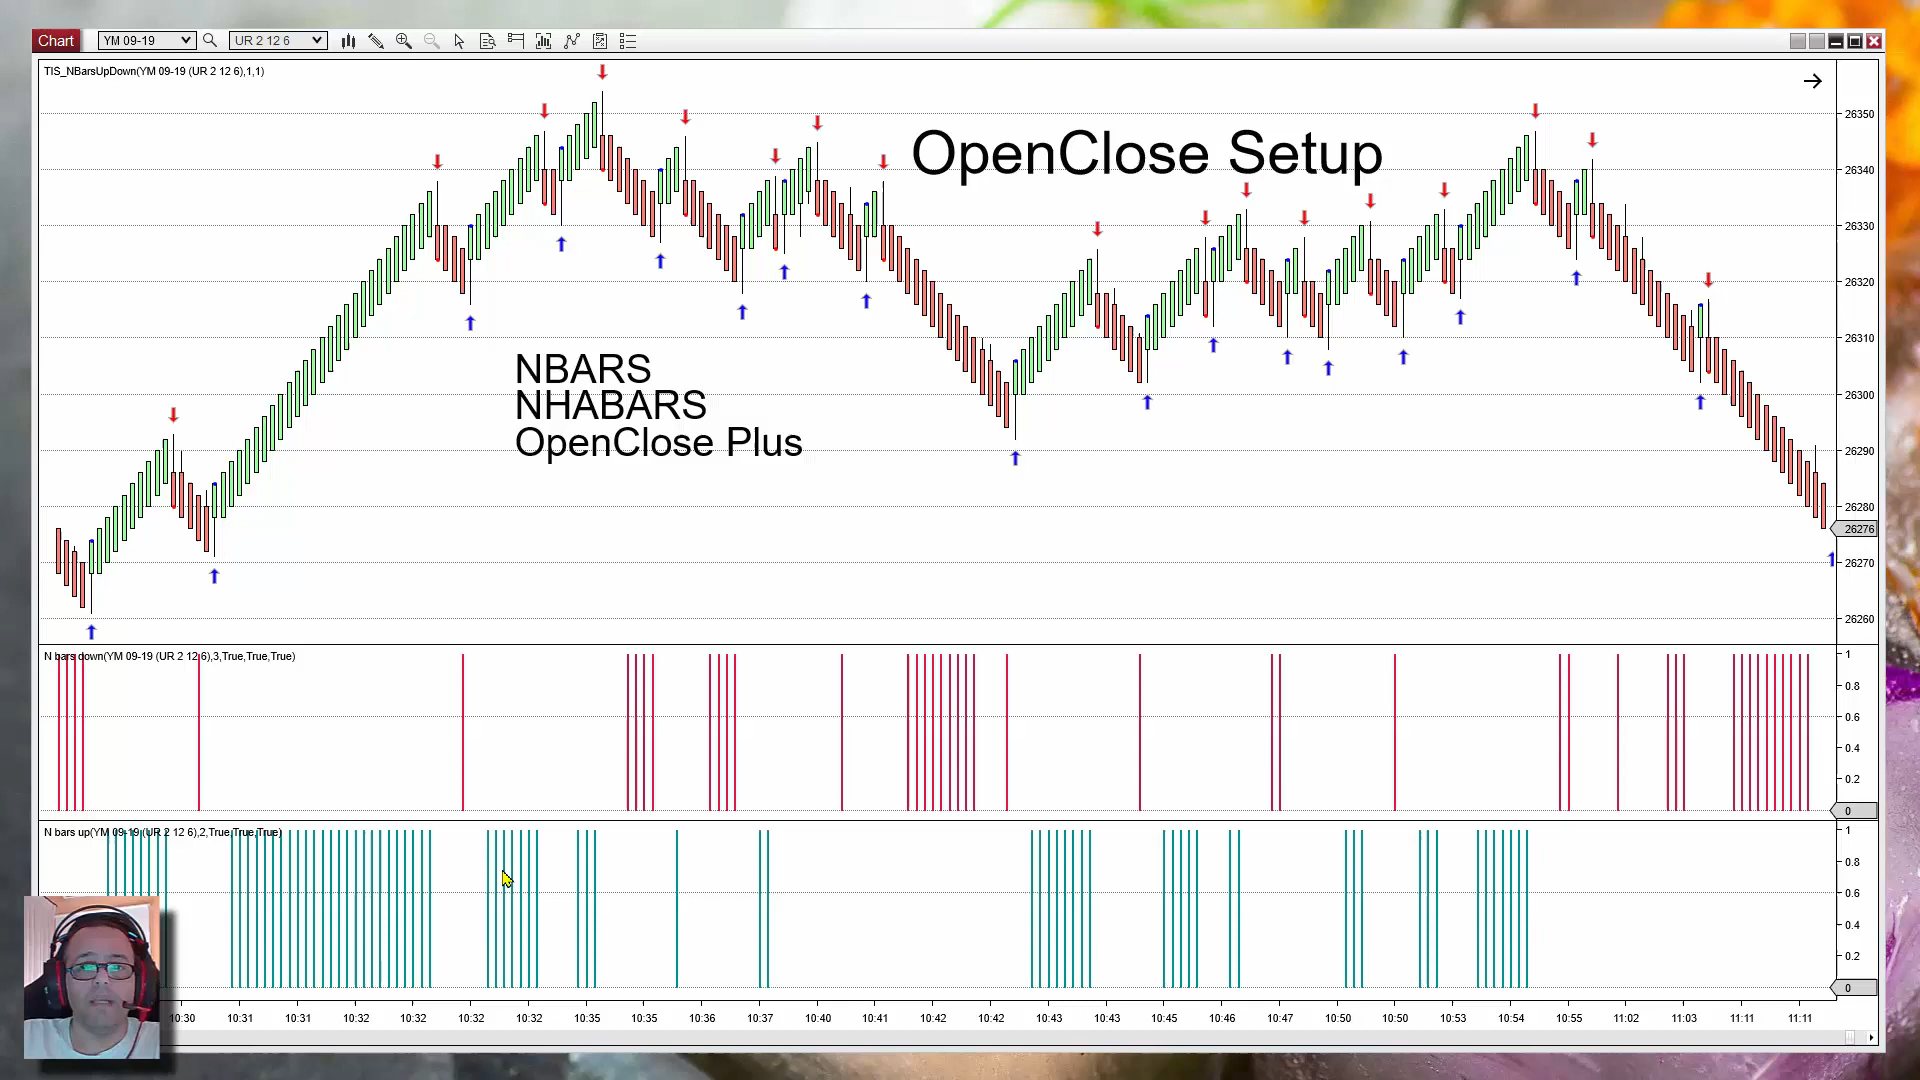 Chart
YM 09-19
UR 2 12 6
TIS_NBarsUpDown(YM 09-19 (UR 2 12 6),1,1)
OpenClose Setup
NBARS
NHABARS
OpenClose Plus
26350
26340
26330
26320
26310
26300
26290
26280
26276
26270
26260
N bars down(YM 09-19 (UR 2 12 6),3,True,True,True)
1
0.8
0.6
0.4
0.2
0
N bars up(YM 09-19 (UR 2 12 6),2,True,True,True)
1
0.8
0.6
0.4
0.2
0
10:30 10:31 10:31 10:32 10:32 10:32 10:32 10:35 10:35 10:36 10:37 10:40 10:41 10:42 10:42 10:43 10:43 10:45 10:46 10:47 10:50 10:50 10:53 10:54 10:55 11:02 11:03 11:11 11:11